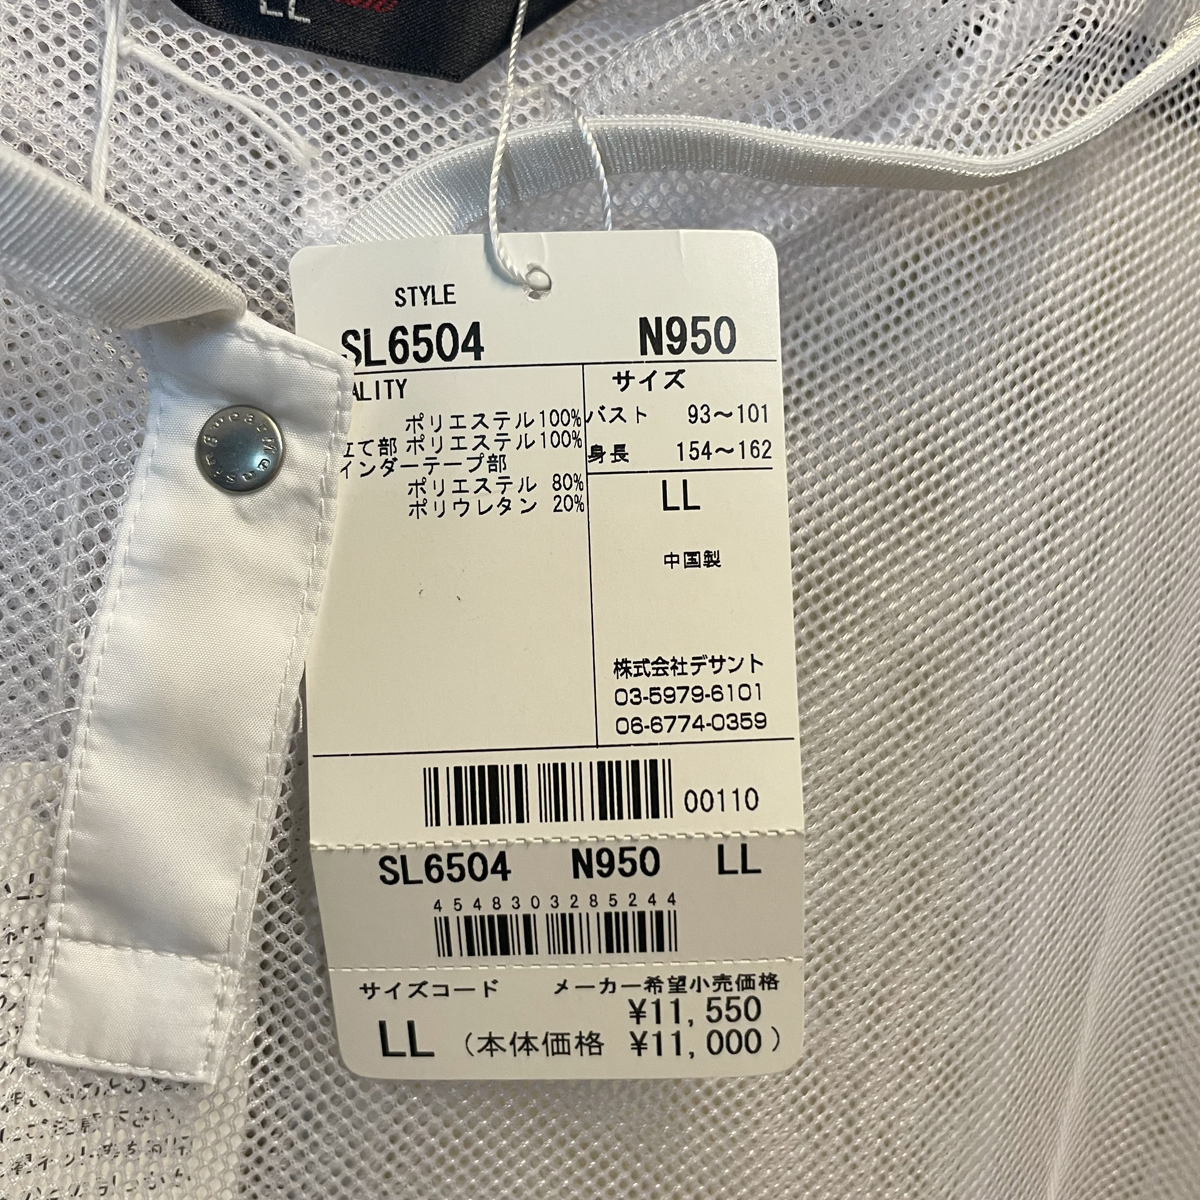 LL
STYLE
SL6504 N950
ALITY
サイズ
ポリエステル100%
バスト 93～101
立て部 ポリエステル100%
身長 154～162
インダーテープ部
ポリエステル 80%
ポリウレタン 20%
LL
中国製
株式会社デサント
03-5979-6101
06-6774-0359
00110
SL6504 N950 LL
4548303285244
サイズコード メーカー希望小売価格
¥11,550
LL (本体価格 ¥11,000)